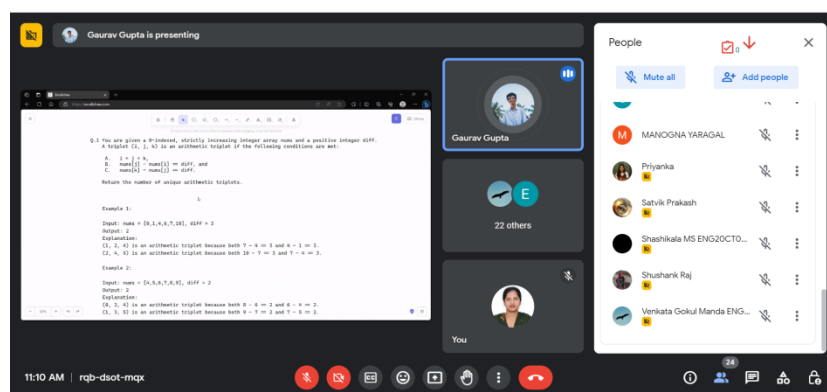 Gaurav Gupta is presenting
Q.1 You are given a 0-indexed, strictly increasing integer array nums and a positive integer diff.
A triplet (i, j, k) is an arithmetic triplet if the following conditions are met:
A. i < j < k,
B. nums[j] - nums[i] == diff, and
C. nums[k] - nums[j] == diff.
Return the number of unique arithmetic triplets.
Example 1:
Input: nums = [0,1,4,6,7,10], diff = 3
Output: 2
Explanation:
(1, 2, 4) is an arithmetic triplet because both 7 - 4 == 3 and 4 - 1 == 3.
(2, 4, 5) is an arithmetic triplet because both 10 - 7 == 3 and 7 - 4 == 3.
Example 2:
Input: nums = [4,5,6,7,8,9], diff = 2
Output: 2
Explanation:
(0, 2, 4) is an arithmetic triplet because both 8 - 6 == 2 and 6 - 4 == 2.
(1, 3, 5) is an arithmetic triplet because both 9 - 7 == 2 and 7 - 5 == 2.
Gaurav Gupta
E
22 others
You
People
0
Mute all
Add people
M
MANOGNA YARAGAL
Priyanka
Satvik Prakash
Shashikala MS ENG20CT0...
Shushank Raj
Venkata Gokul Manda ENG...
11:10 AM | rqb-dsot-mqx
CC
24